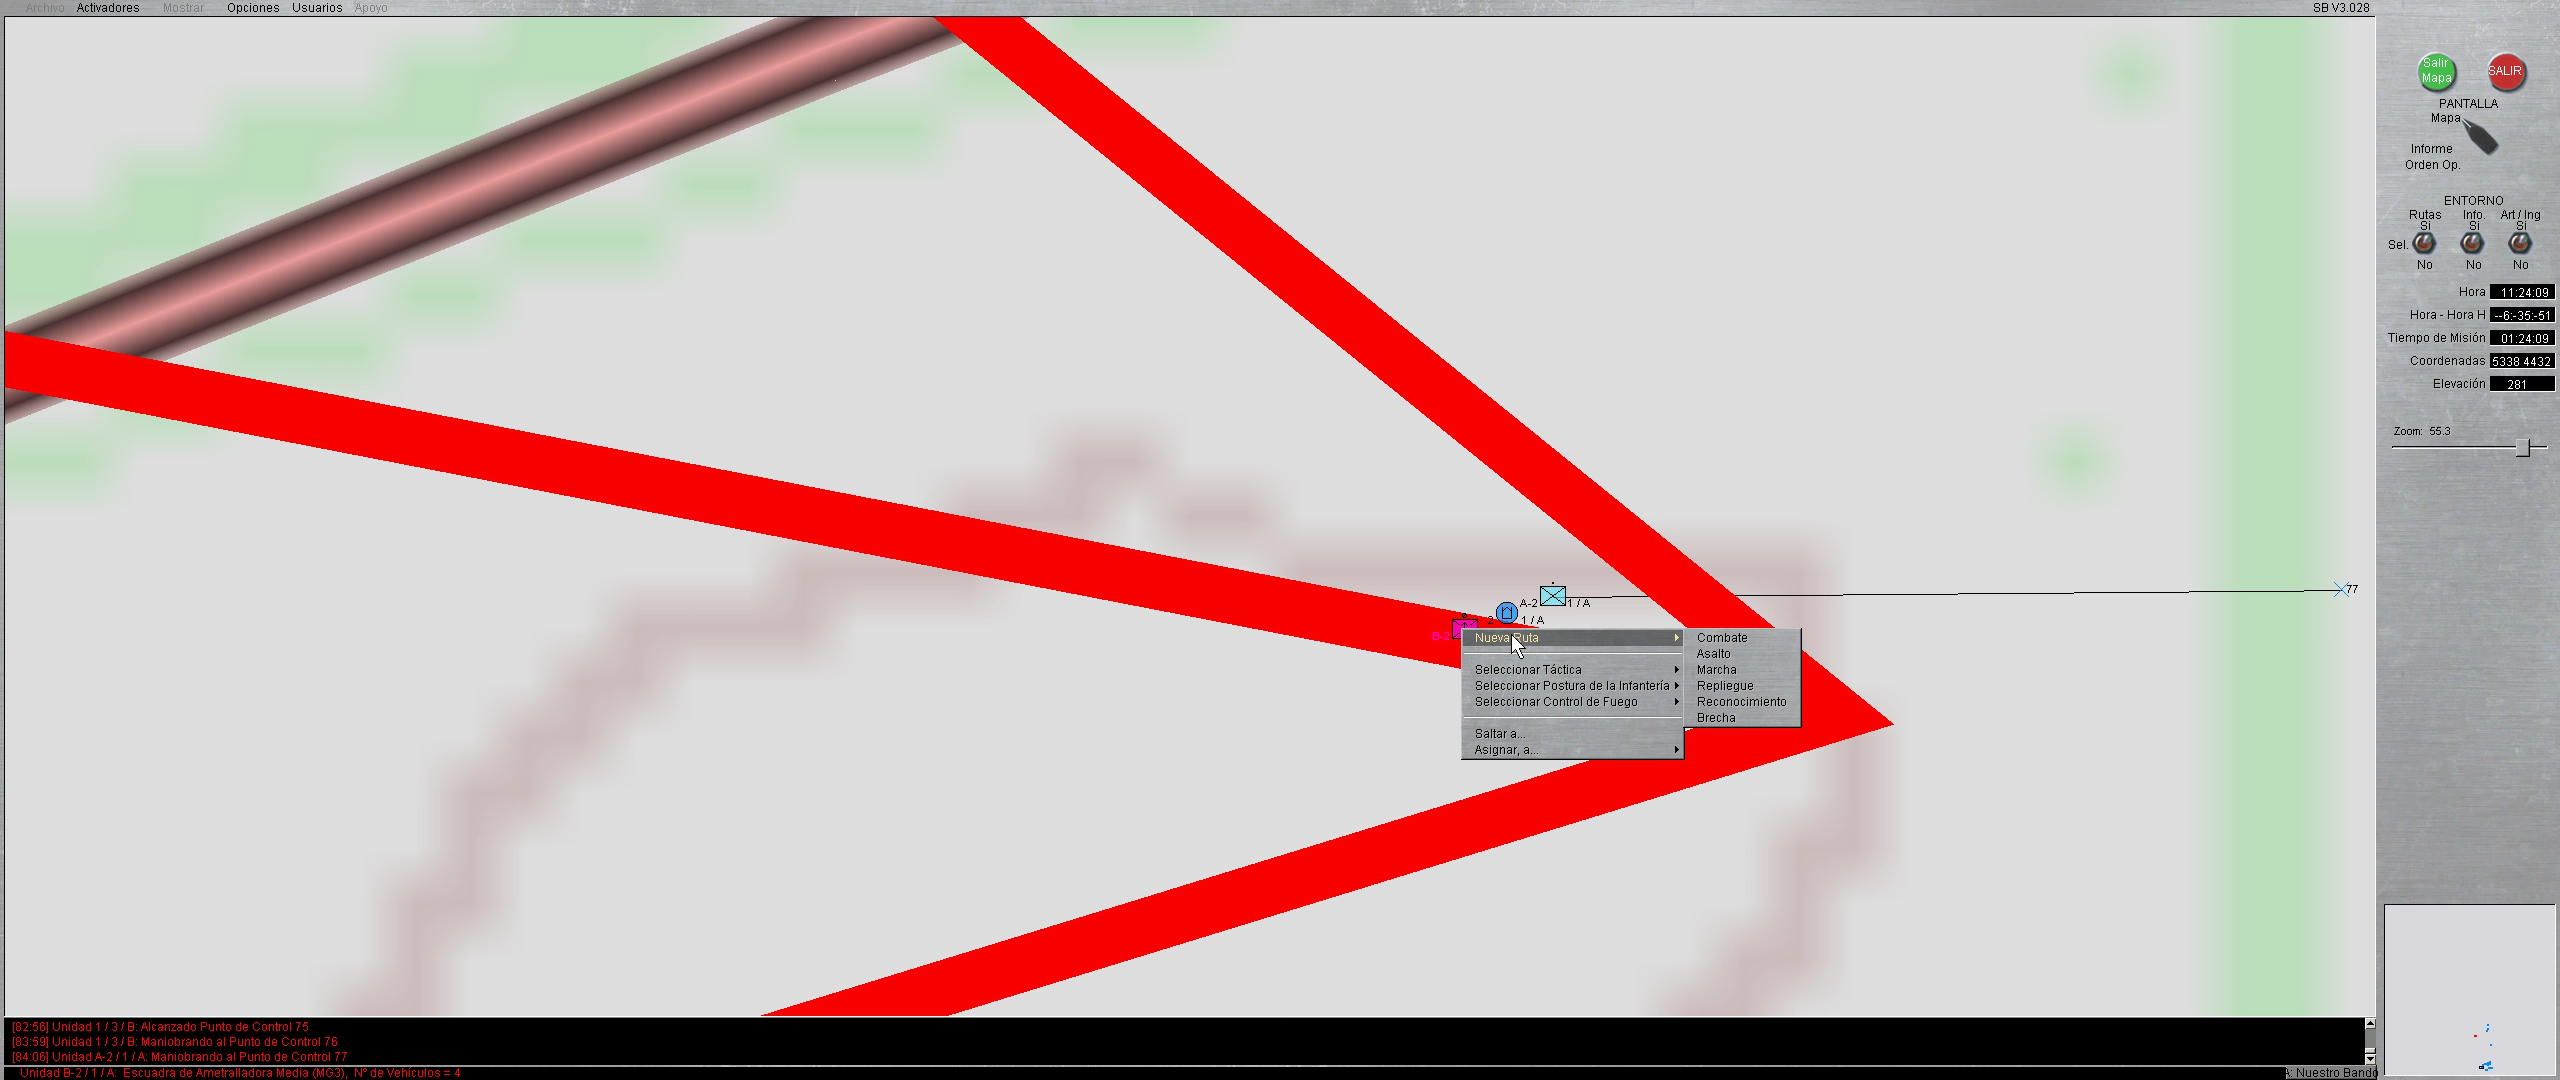 Archivo Activadores Mostrar Opciones Usuarios Apoyo
SB V3.028
Salir
Mapa
SALIR
PANTALLA
Mapa
Informe
Orden Op.
ENTORNO
Rutas Info. Art / Ing
Si Si Si
Sel.
No No No
Hora 11:24:09
Hora - Hora H --6:-35:-51
Tiempo de Misión 01:24:09
Coordenadas 5338 4432
Elevación 281
Zoom: 55.3
A-2 1 / A
77
2 1 / A
B-2
Nueva Ruta
Seleccionar Táctica
Seleccionar Postura de la Infantería
Seleccionar Control de Fuego
Saltar a...
Asignar, a...
Combate
Asalto
Marcha
Repliegue
Reconocimiento
Brecha
[82:56] Unidad 1 / 3 / B: Alcanzado Punto de Control 75
[83:59] Unidad 1 / 3 / B: Maniobrando al Punto de Control 76
[84:06] Unidad A-2 / 1 / A: Maniobrando al Punto de Control 77
Unidad B-2 / 1 / A: Escuadra de Ametralladora Media (MG3), Nº de Vehículos = 4
A: Nuestro Bando